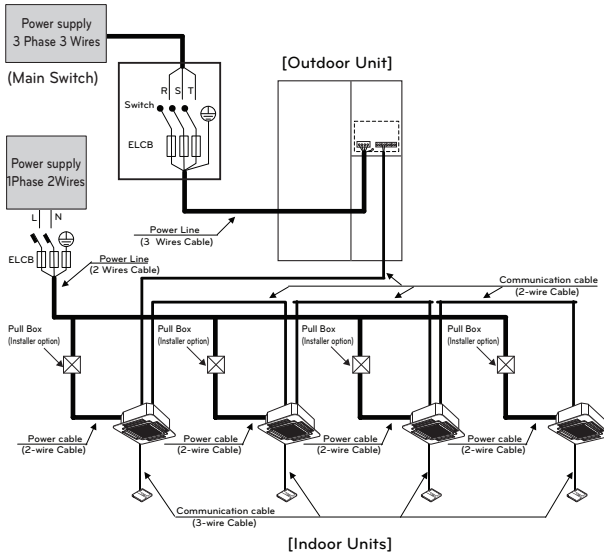 Power supply
3 Phase 3 Wires
(Main Switch)
[Outdoor Unit]
R S T
Switch
ELCB
Power supply
1Phase 2Wires
L N
ELCB
Power Line
(3 Wires Cable)
Power Line
(2 Wires Cable)
Communication cable
(2-wire Cable)
Pull Box
(Installer option)
Pull Box
(Installer option)
Pull Box
(Installer option)
Pull Box
(Installer option)
Power cable
(2-wire Cable)
Power cable
(2-wire Cable)
Power cable
(2-wire Cable)
Power cable
(2-wire Cable)
Communication cable
(3-wire Cable)
[Indoor Units]